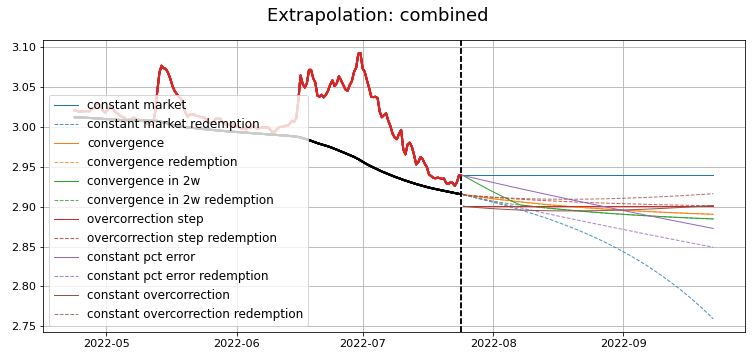 Extrapolation: combined
3.10
3.05
3.00
2.95
2.90
2.85
2.80
2.75
constant market
constant market redemption
convergence
convergence redemption
convergence in 2w
convergence in 2w redemption
overcorrection step
overcorrection step redemption
constant pct error
constant pct error redemption
constant overcorrection
constant overcorrection redemption
2022-05
2022-06
2022-07
2022-08
2022-09